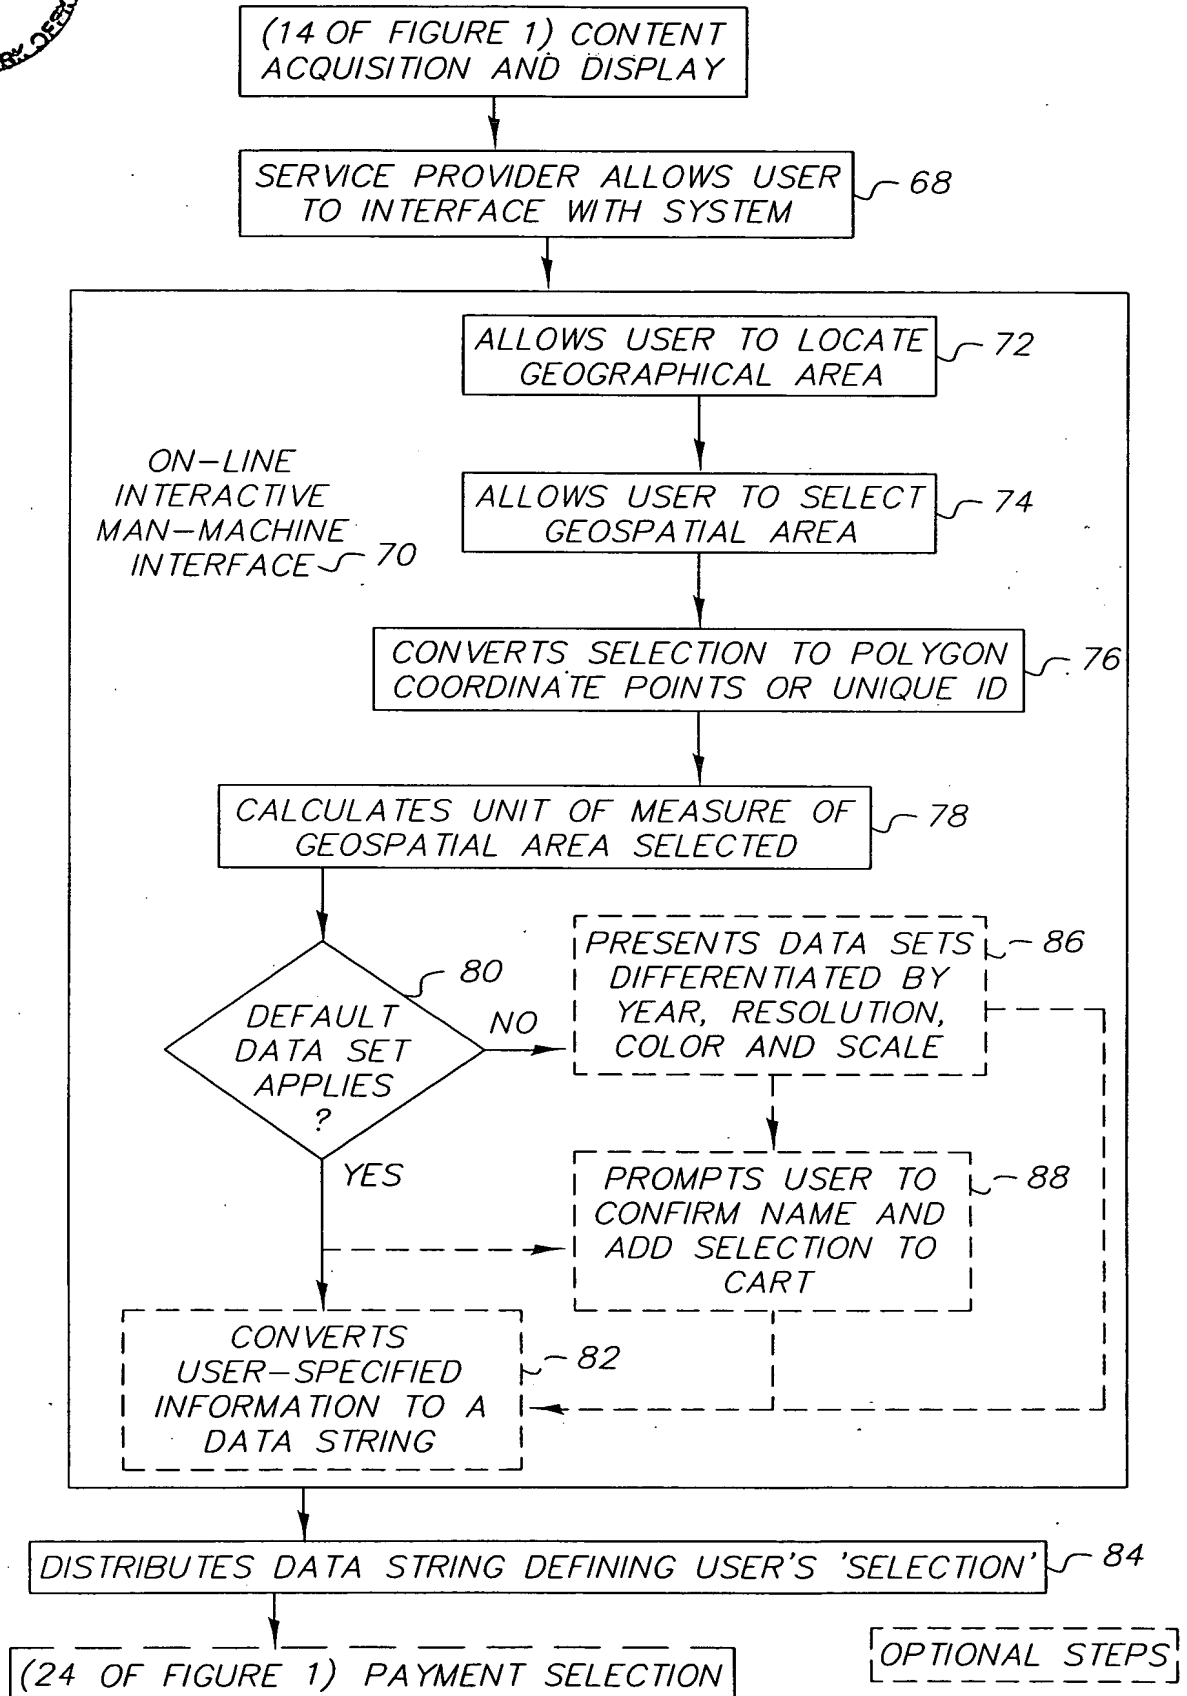 (14 OF FIGURE 1) CONTENT
ACQUISITION AND DISPLAY
SERVICE PROVIDER ALLOWS USER
TO INTERFACE WITH SYSTEM
68
ALLOWS USER TO LOCATE
GEOGRAPHICAL AREA
72
ON-LINE
INTERACTIVE
MAN-MACHINE
INTERFACE
70
ALLOWS USER TO SELECT
GEOSPATIAL AREA
74
CONVERTS SELECTION TO POLYGON
COORDINATE POINTS OR UNIQUE ID
76
CALCULATES UNIT OF MEASURE OF
GEOSPATIAL AREA SELECTED
78
80
DEFAULT
DATA SET
APPLIES
?
NO
YES
PRESENTS DATA SETS
DIFFERENTIATED BY
YEAR, RESOLUTION,
COLOR AND SCALE
86
PROMPTS USER TO
CONFIRM NAME AND
ADD SELECTION TO
CART
88
CONVERTS
USER-SPECIFIED
INFORMATION TO A
DATA STRING
82
DISTRIBUTES DATA STRING DEFINING USER'S 'SELECTION'
84
(24 OF FIGURE 1) PAYMENT SELECTION
OPTIONAL STEPS